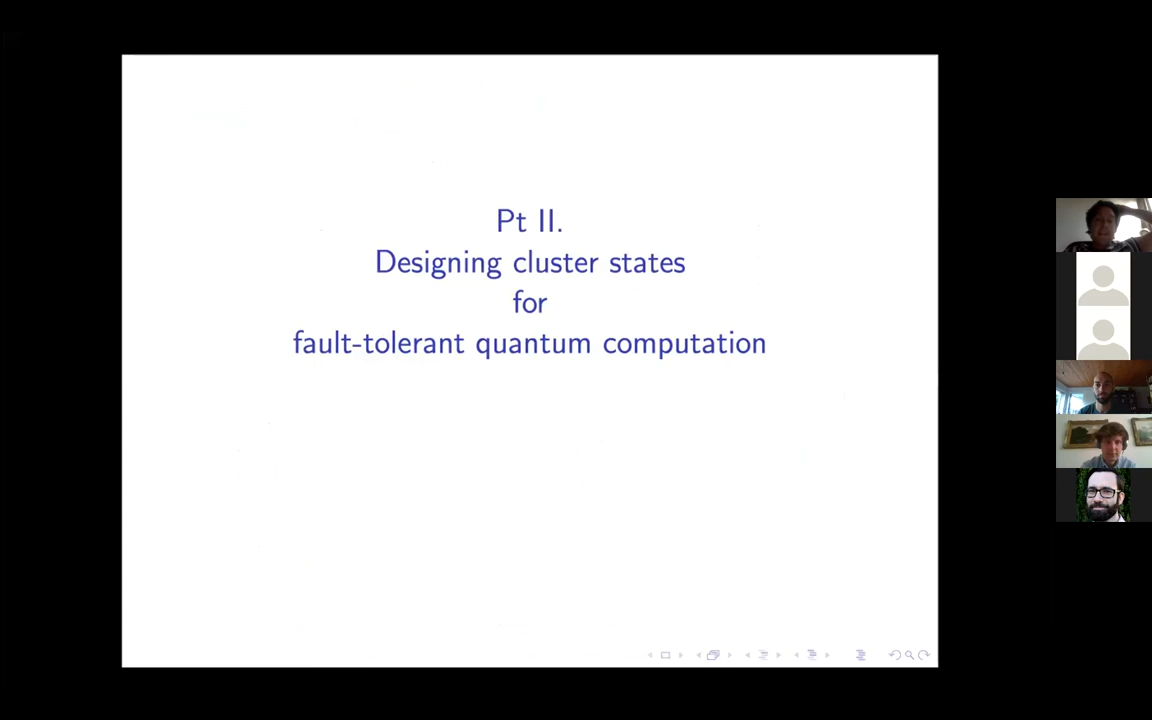 Pt II.
Designing cluster states
for
fault-tolerant quantum computation